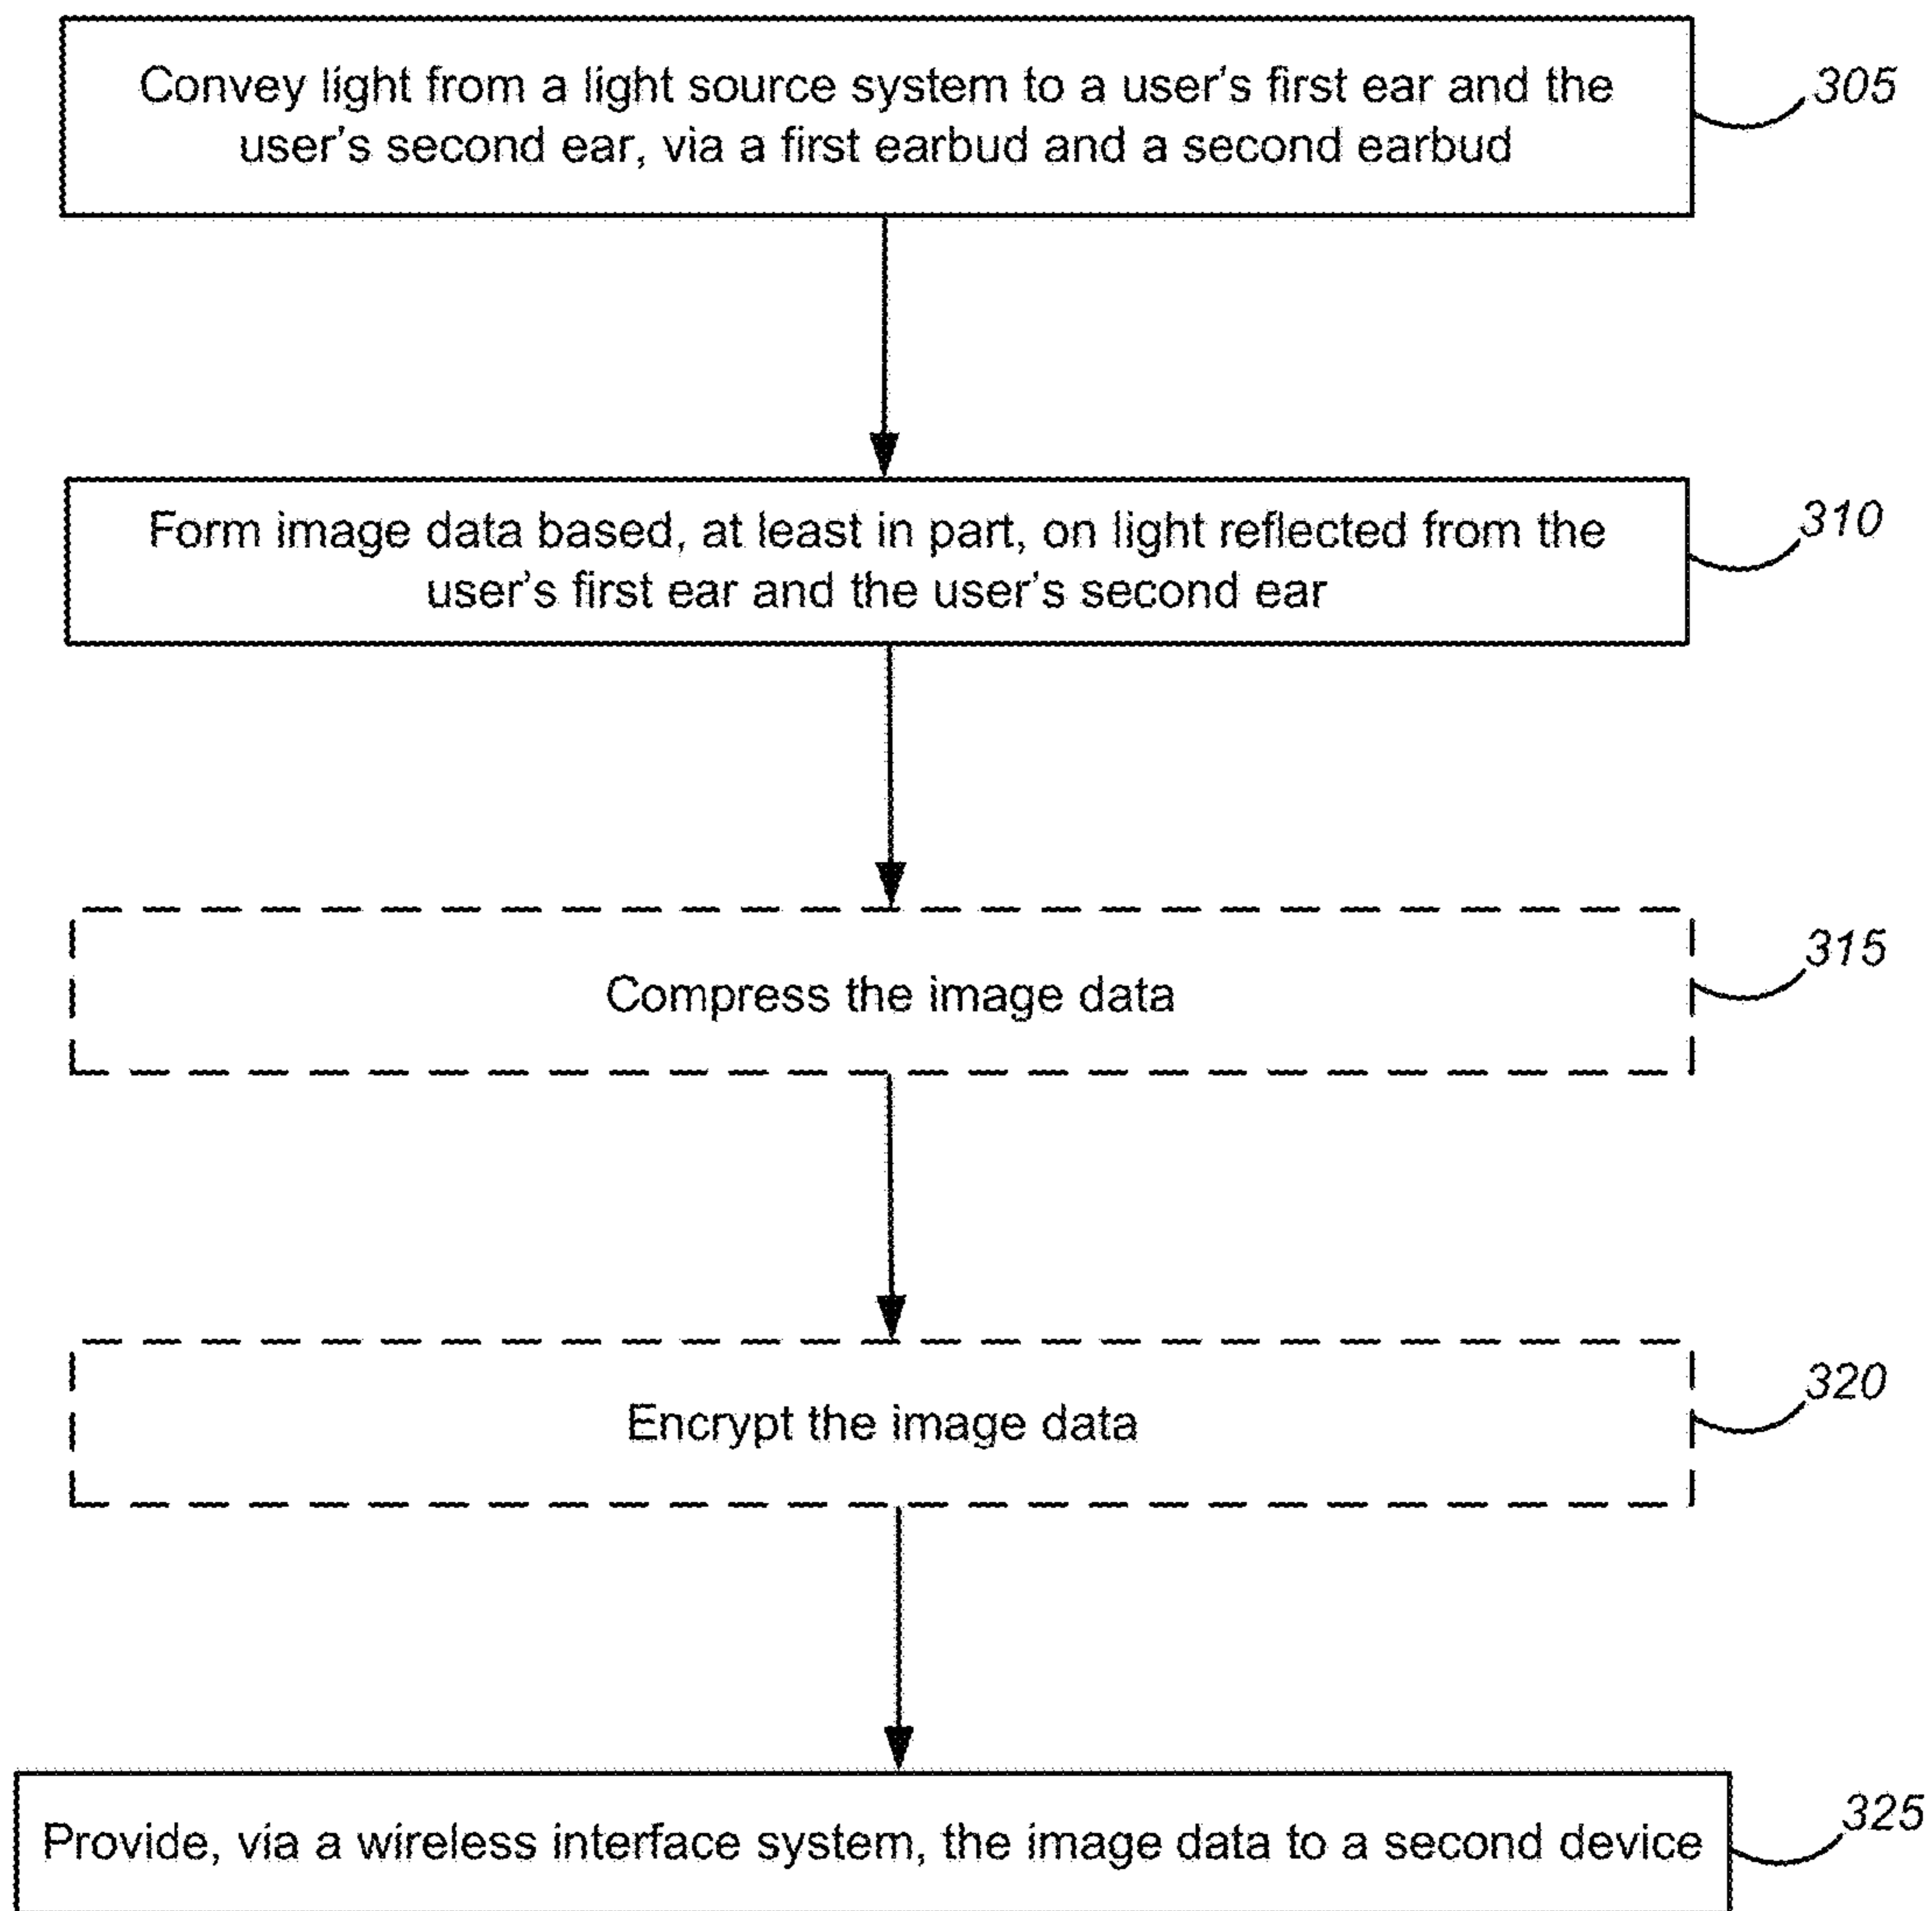 Convey light from a light source system to a user's first ear and the
user's second ear, via a first earbud and a second earbud
305
Form image data based, at least in part, on light reflected from the
user's first ear and the user's second ear
310
Compress the image data
315
Encrypt the image data
320
Provide, via a wireless interface system, the image data to a second device
325